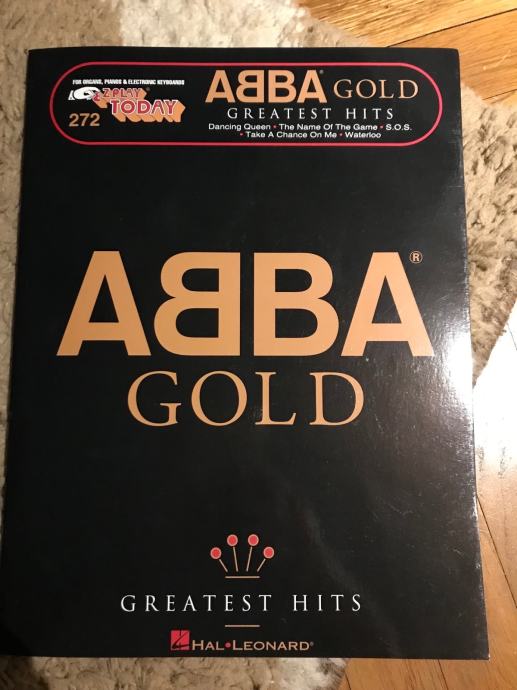 FOR ORGANS, PIANOS & ELECTRONIC KEYBOARDS
E-Z PLAY®
TODAY
272
ABBA® GOLD
GREATEST HITS
Dancing Queen • The Name Of The Game • S.O.S.
• Take A Chance On Me • Waterloo
ABBA®
GOLD
GREATEST HITS
HAL•LEONARD®